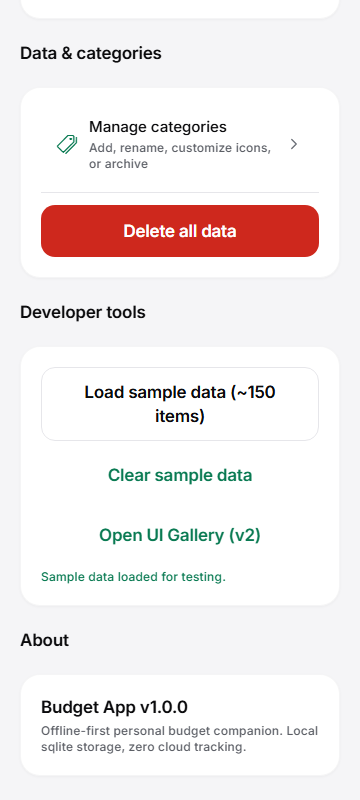 Data & categories
Manage categories
Add, rename, customize icons,
or archive
Delete all data
Developer tools
Load sample data (~150
items)
Clear sample data
Open UI Gallery (v2)
Sample data loaded for testing.
About
Budget App v1.0.0
Offline-first personal budget companion. Local
sqlite storage, zero cloud tracking.